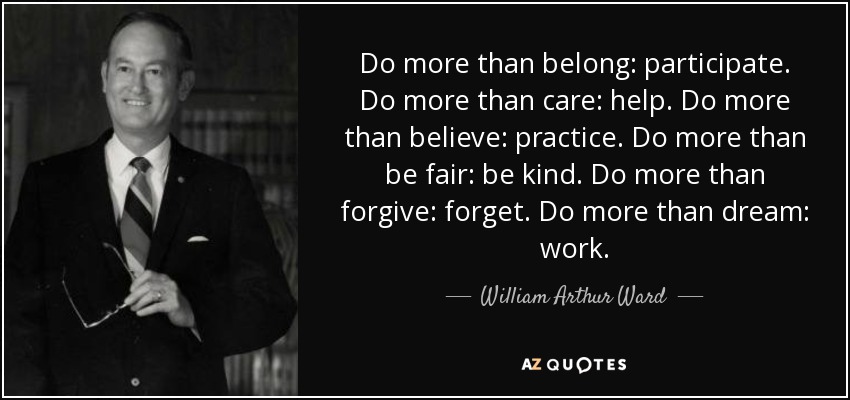 Do more than belong: participate.
Do more than care: help. Do more
than believe: practice. Do more than
be fair: be kind. Do more than
forgive: forget. Do more than dream:
work.
William Arthur Ward
AZ QUOTES